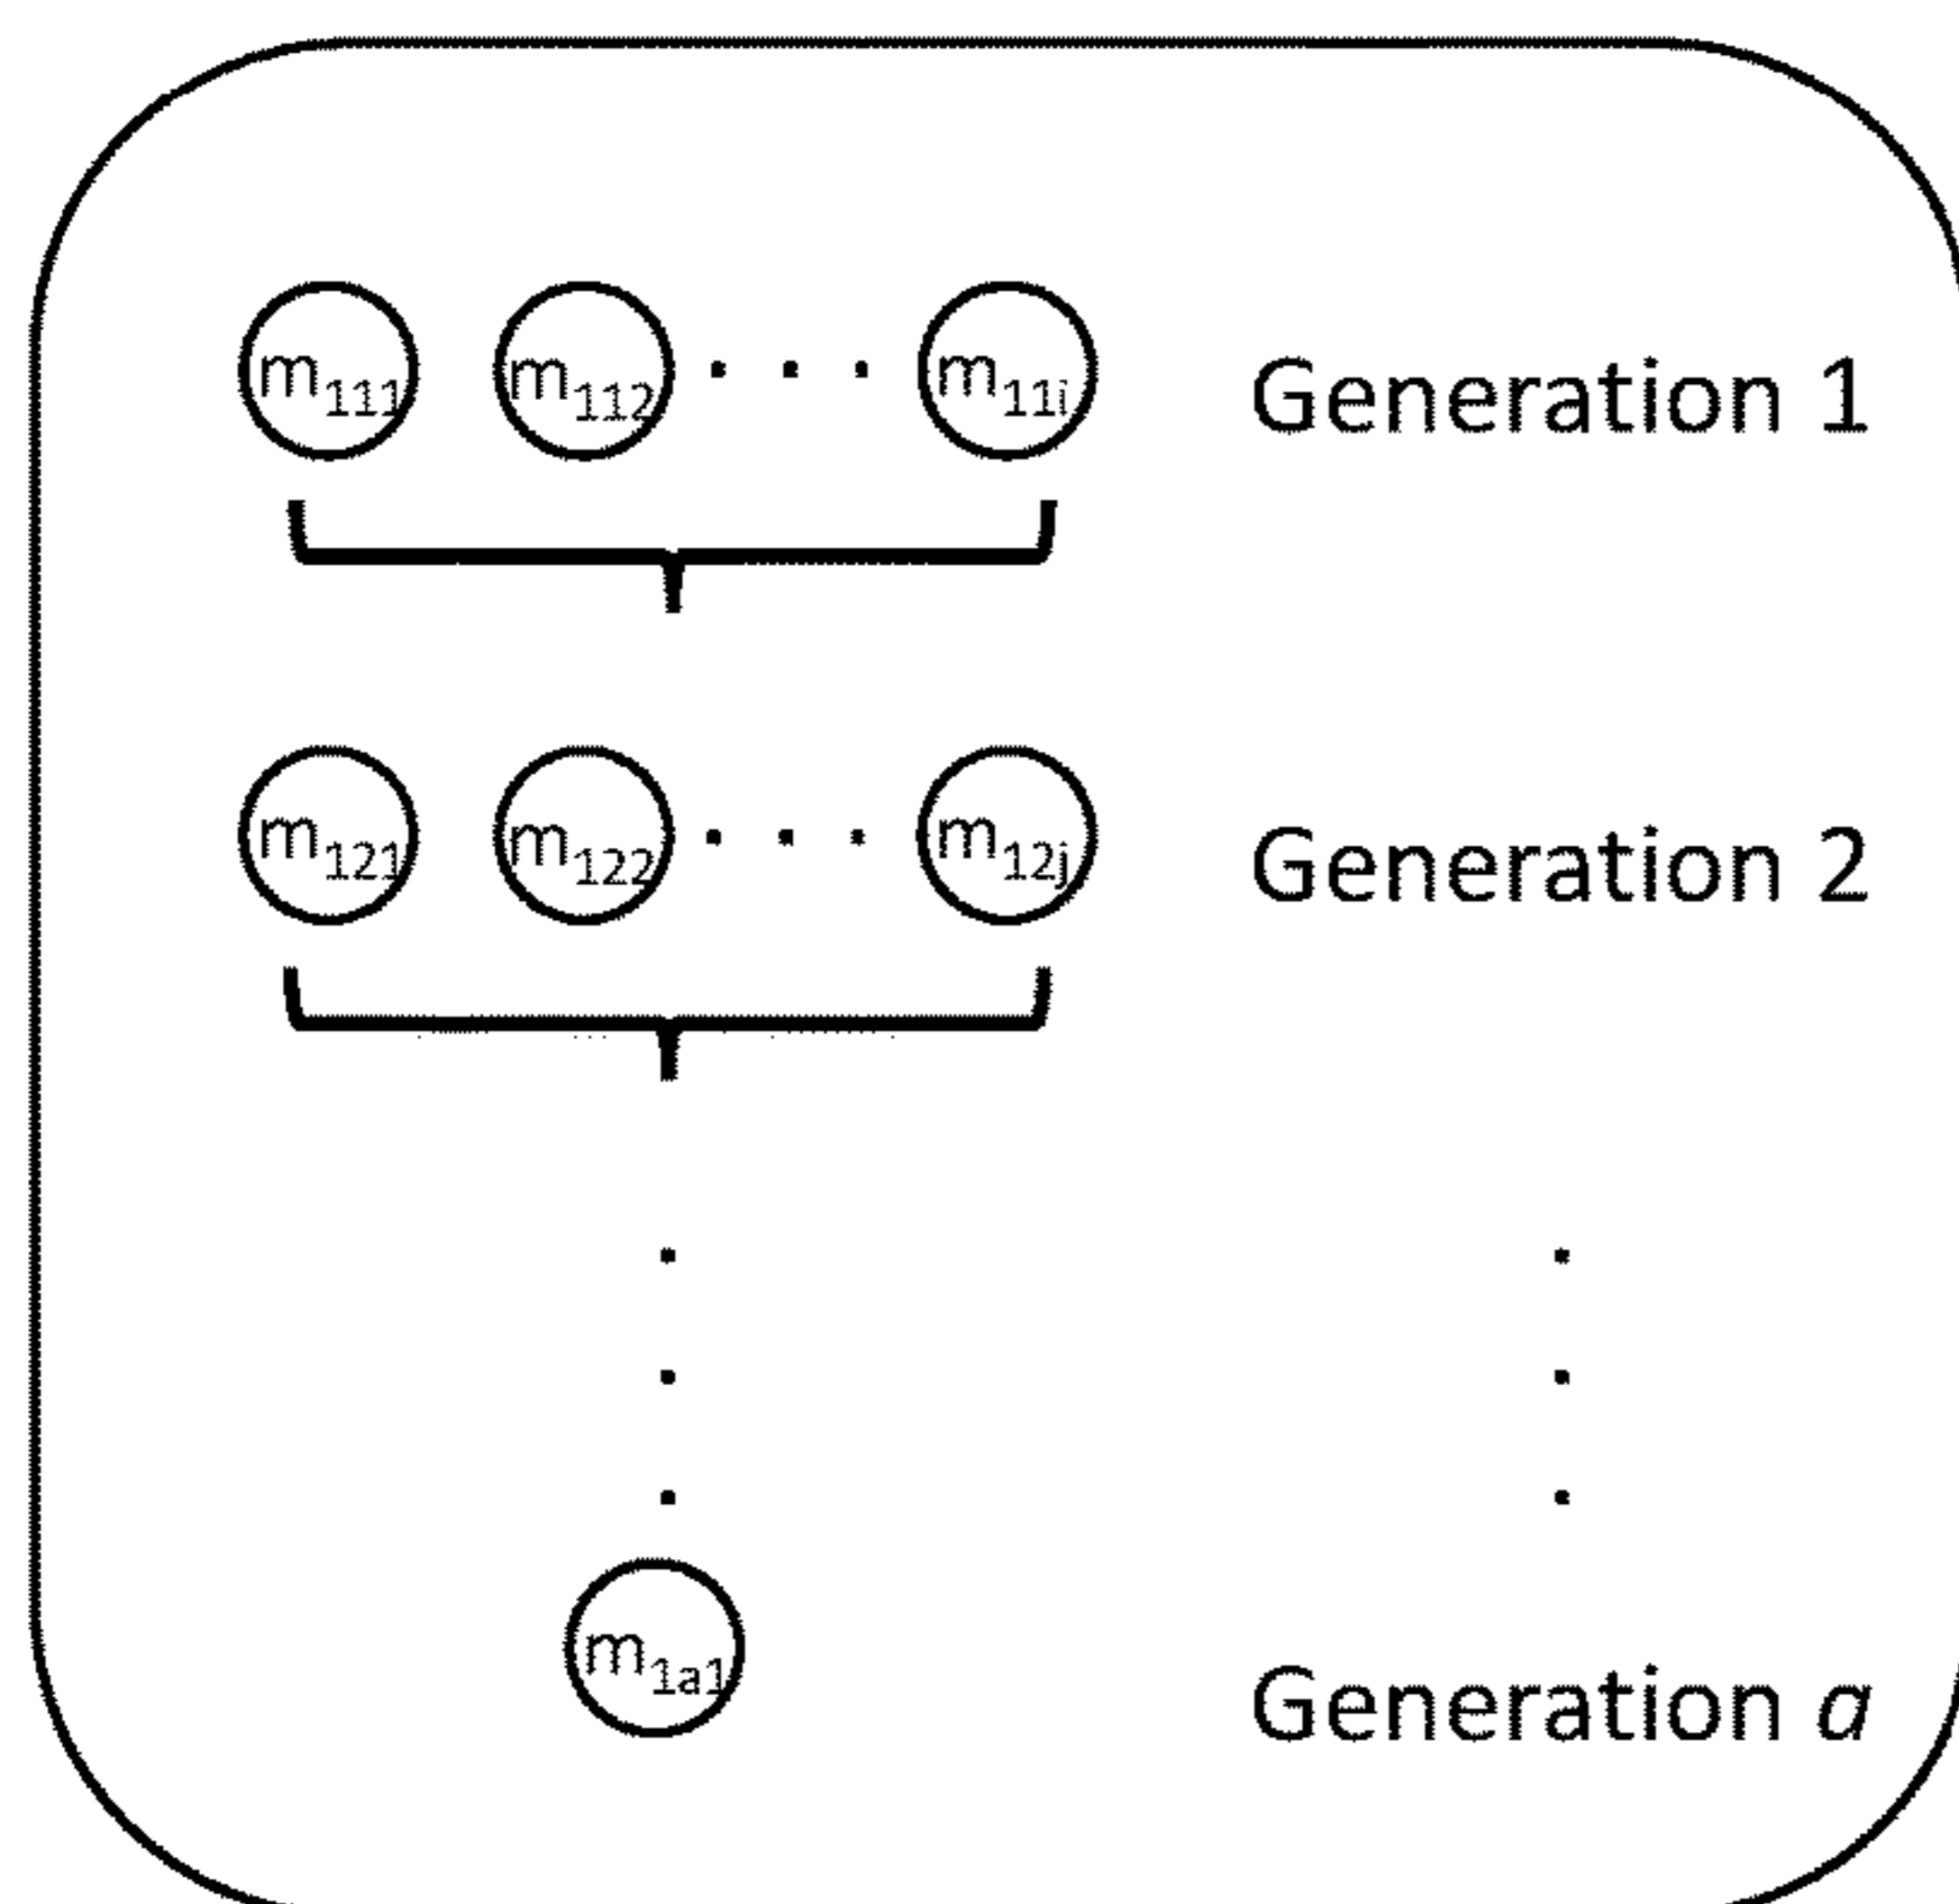 m111 m112 . . . m11i Generation 1
m121 m122 . . . m12j Generation 2
m1a1 Generation a